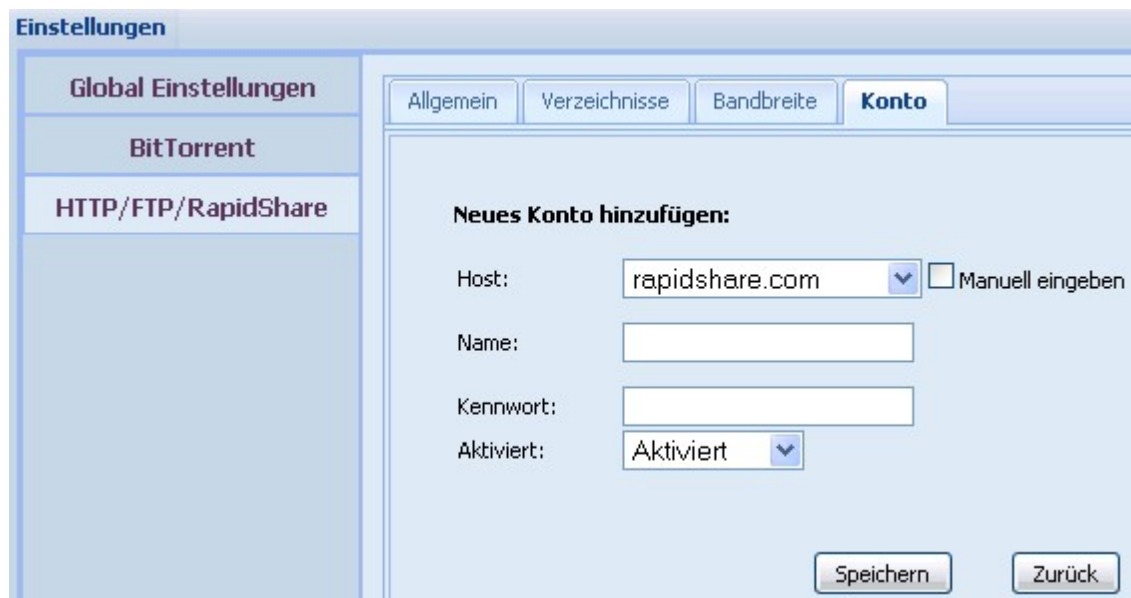 Einstellungen
Global Einstellungen
BitTorrent
HTTP/FTP/RapidShare
Allgemein Verzeichnisse Bandbreite Konto
Neues Konto hinzufügen:
Host: rapidshare.com Manuell eingeben
Name:
Kennwort:
Aktiviert: Aktiviert
Speichern Zurück